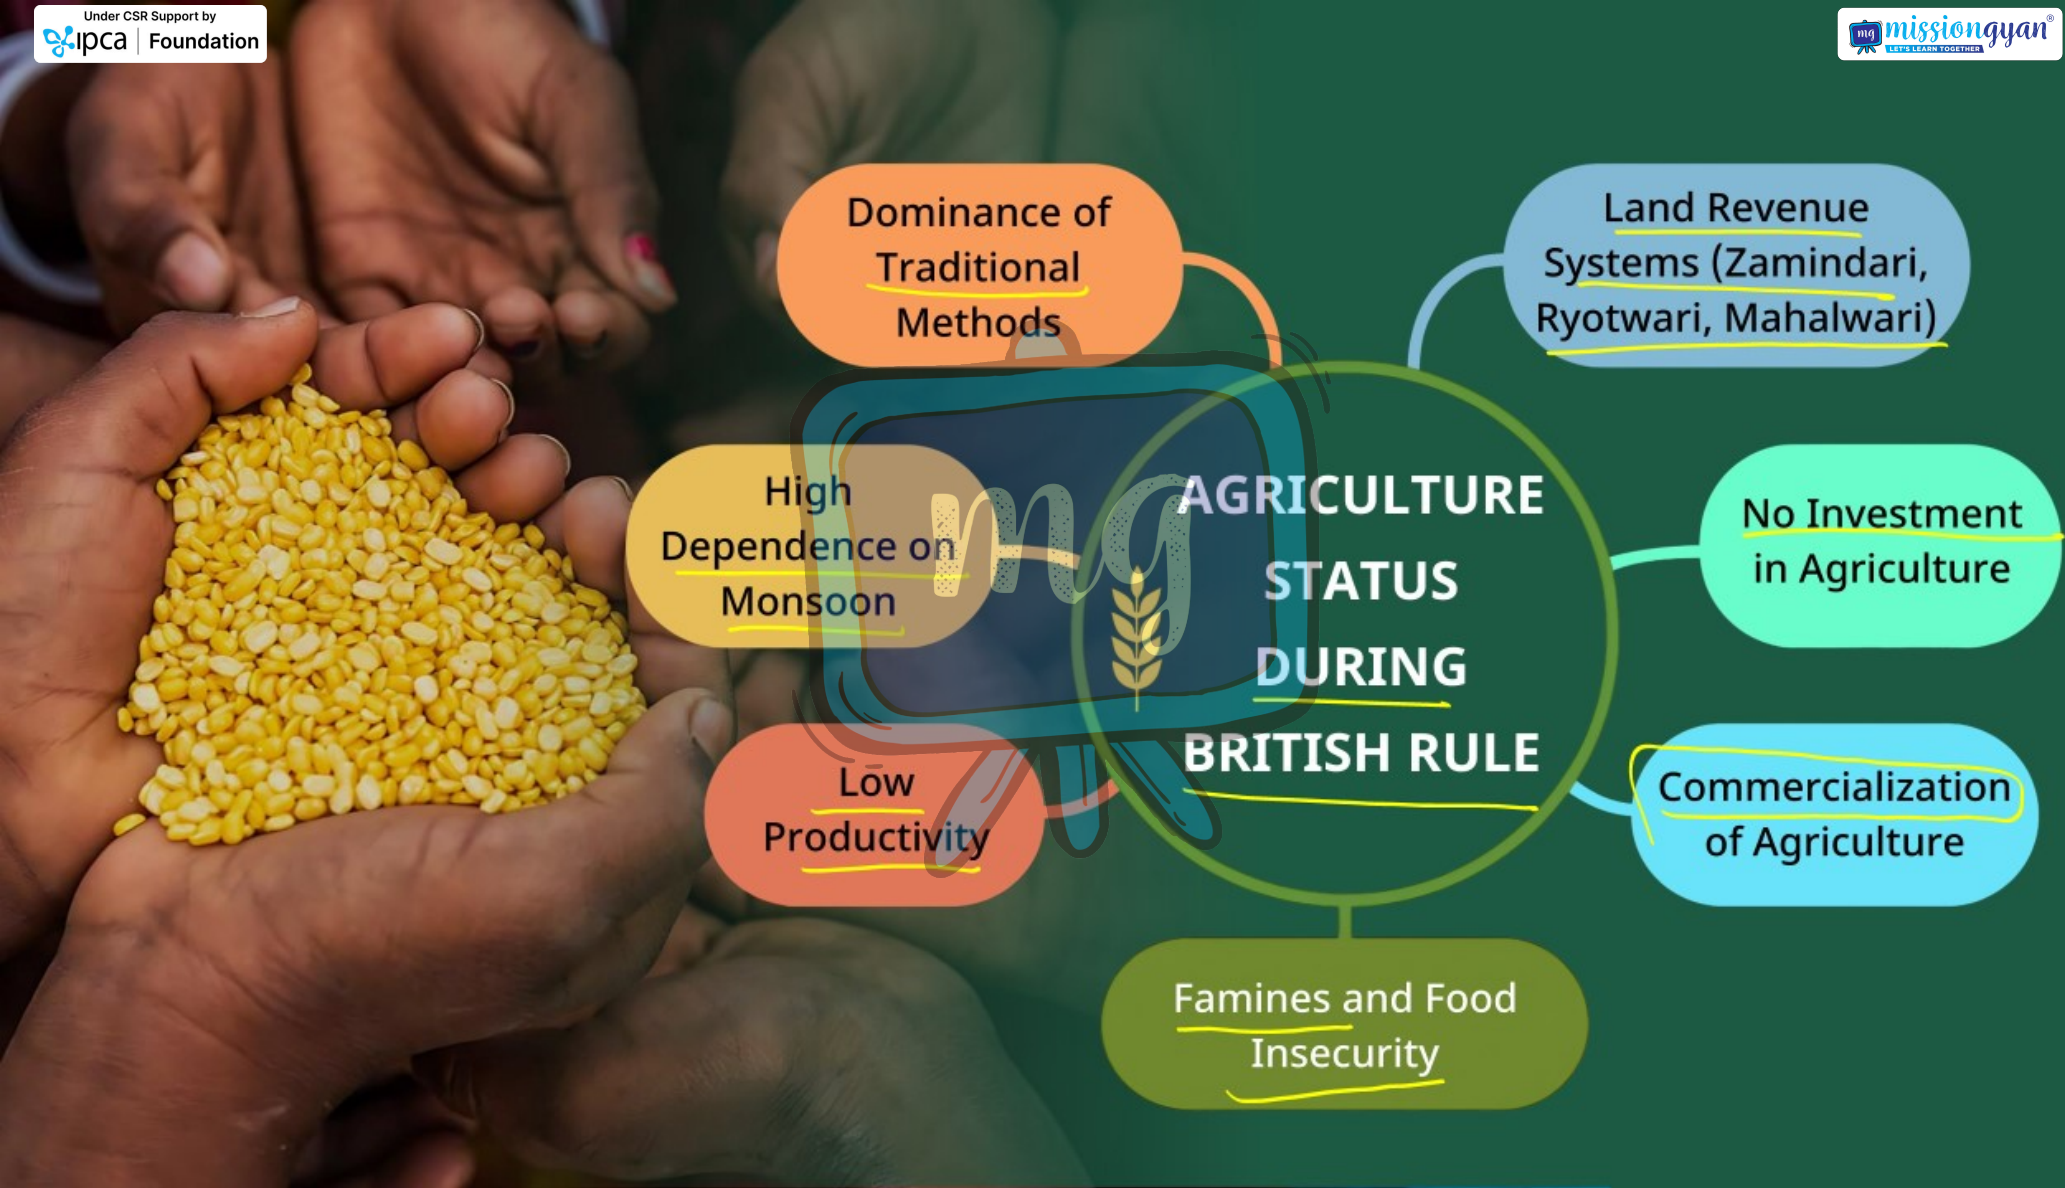 Under CSR Support by
ipca | Foundation
mg missiongyan®
LET'S LEARN TOGETHER
Dominance of
Traditional
Methods
Land Revenue
Systems (Zamindari,
Ryotwari, Mahalwari)
High
Dependence on
Monsoon
No Investment
in Agriculture
mg
AGRICULTURE
STATUS
DURING
BRITISH RULE
Low
Productivity
Commercialization
of Agriculture
Famines and Food
Insecurity